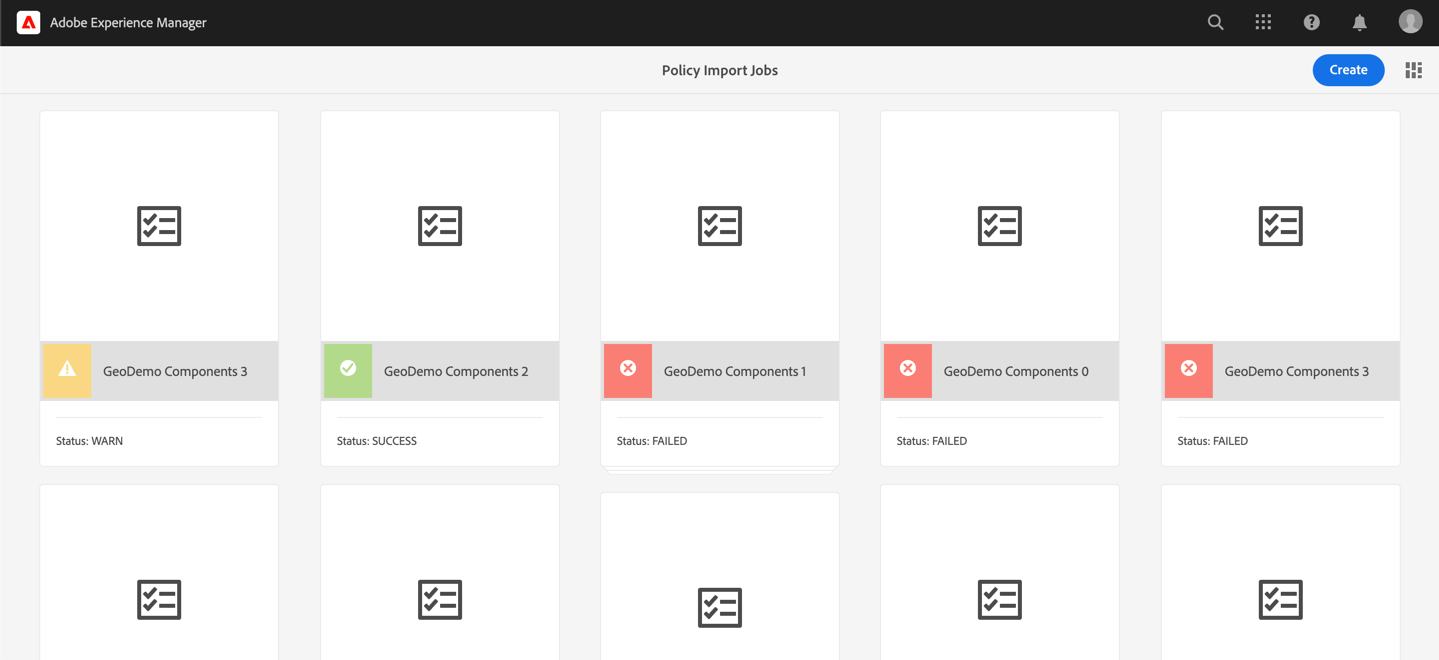 Adobe Experience Manager
Policy Import Jobs
Create
GeoDemo Components 3
GeoDemo Components 2
GeoDemo Components 1
GeoDemo Components 0
GeoDemo Components 3
Status: WARN
Status: SUCCESS
Status: FAILED
Status: FAILED
Status: FAILED